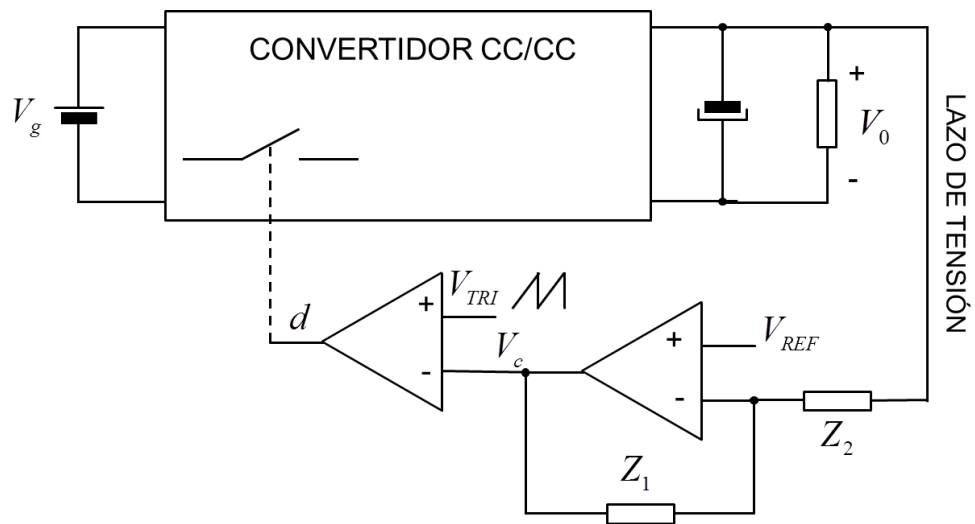 CONVERTIDOR CC/CC
V_g
+
V_0
-
LAZO DE TENSIÓN
d
+
V_TRI
V_c
-
+
V_REF
-
Z_2
Z_1